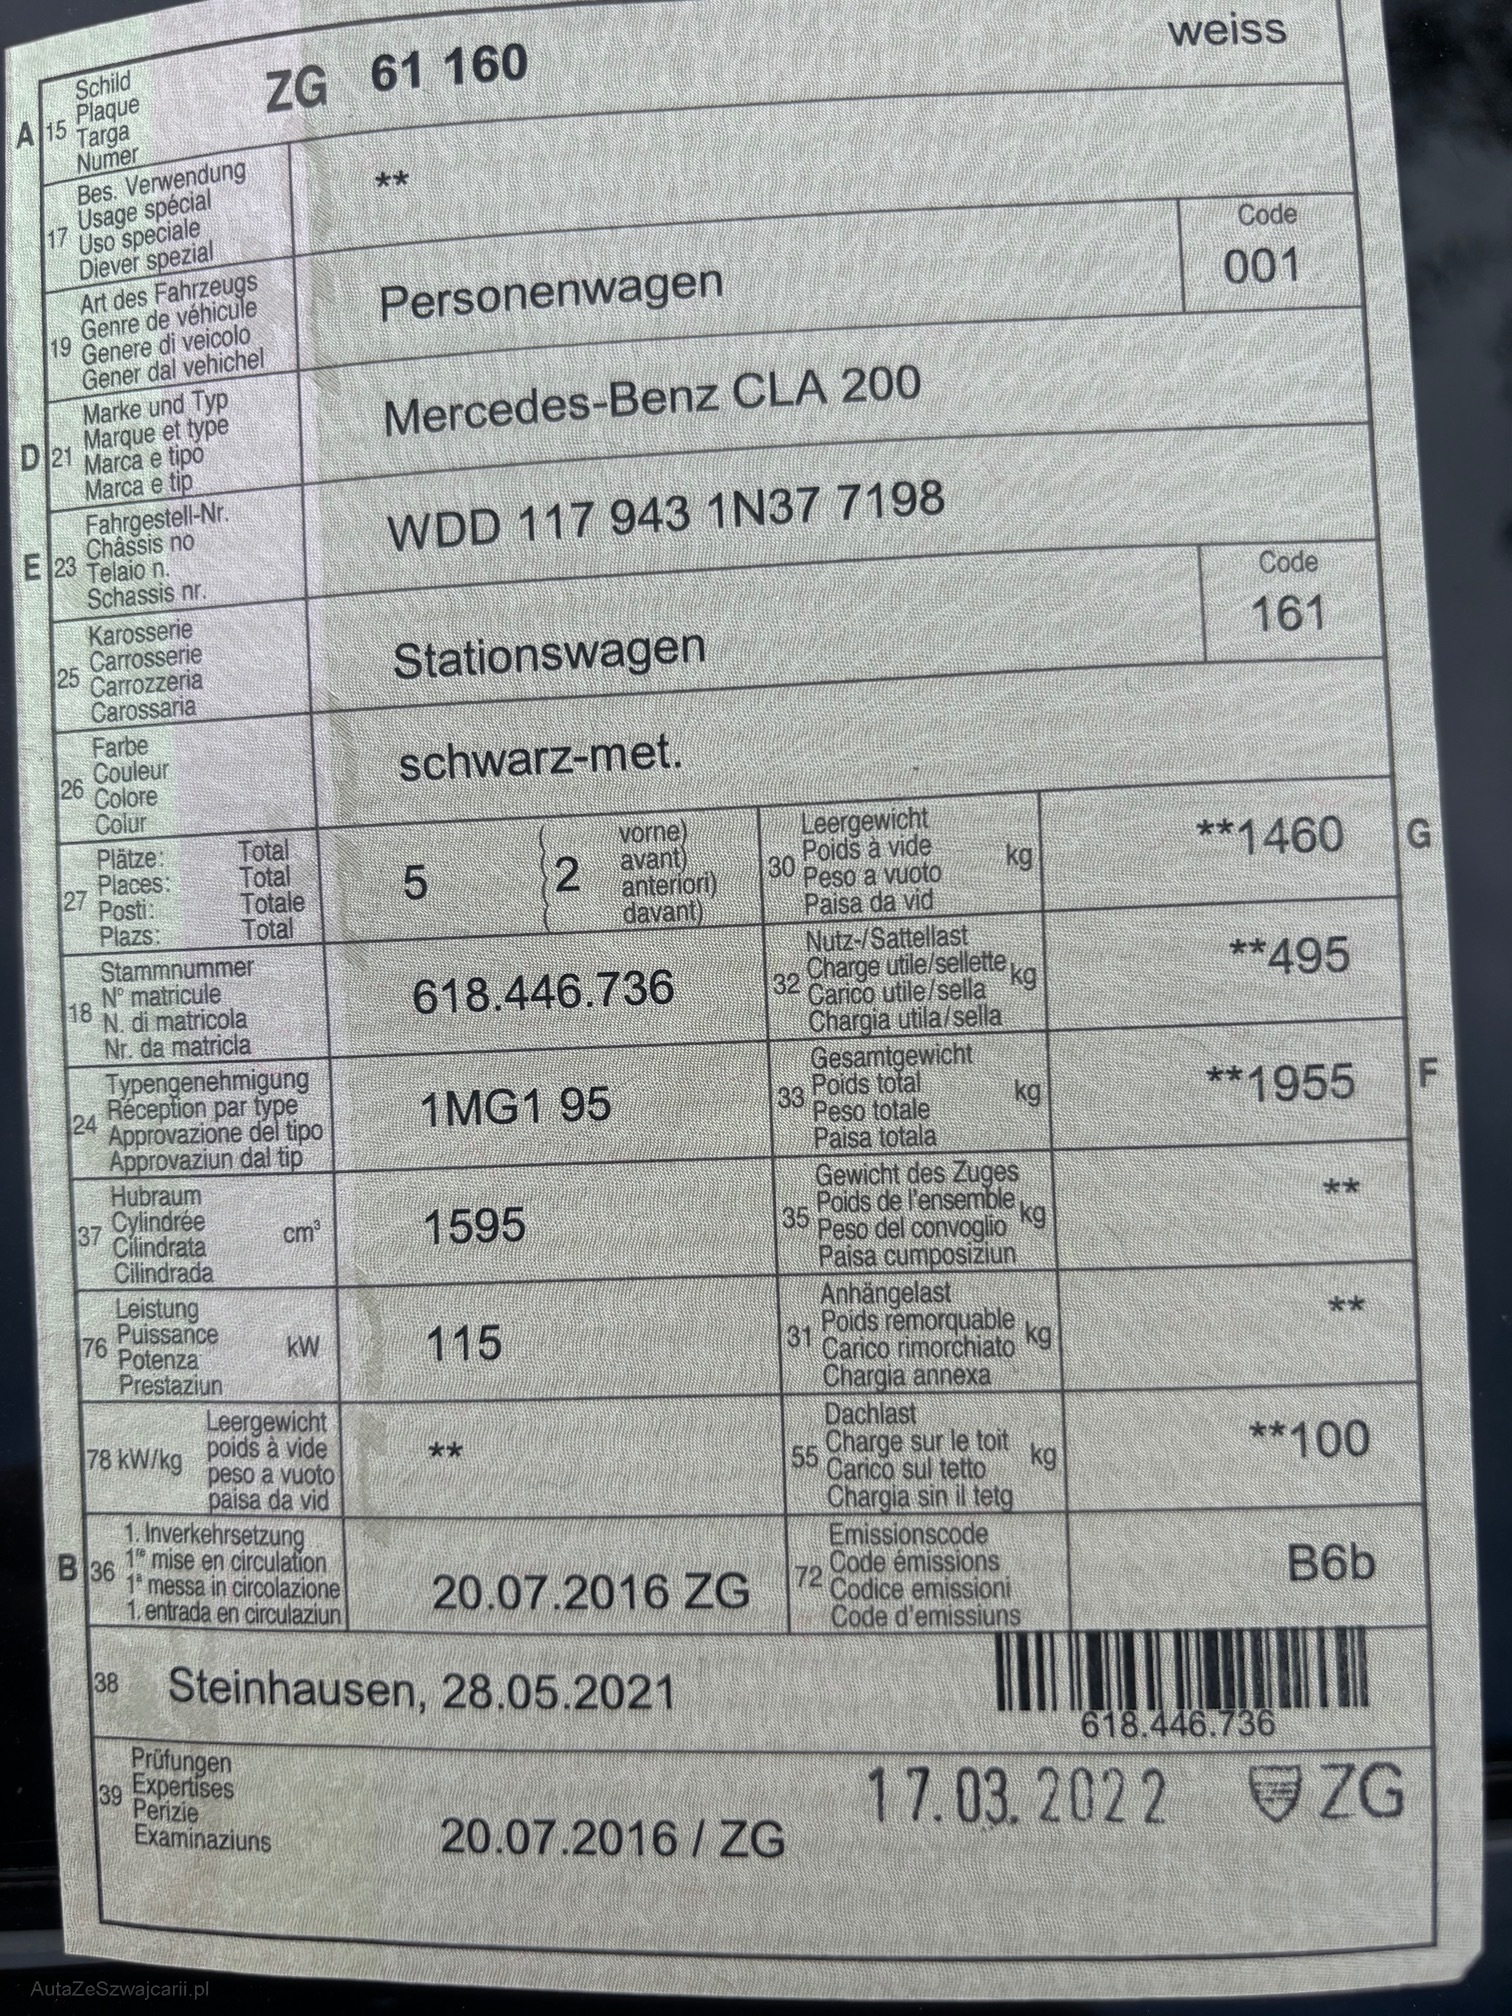 A 15 Schild
Plaque
Targa
Numer
ZG 61 160 weiss
17 Bes. Verwendung
Usage spécial
Uso speciale
Diever spezial
**
19 Art des Fahrzeugs
Genre de véhicule
Genere di veicolo
Gener dal vehichel
Personenwagen
Code
001
D 21 Marke und Typ
Marque et type
Marca e tipo
Marca e tip
Mercedes-Benz CLA 200
E 23 Fahrgestell-Nr.
Châssis no
Telaio n.
Schassis nr.
WDD 117 943 1N37 7198
25 Karosserie
Carrosserie
Carrozzeria
Carossaria
Stationswagen
Code
161
26 Farbe
Couleur
Colore
Colur
schwarz-met.
27 Plätze: Total
Places: Total
Posti: Totale
Plazs: Total
5 2 vorne)
avant)
anteriori)
davant)
30 Leergewicht
Poids à vide
Peso a vuoto
Paisa da vid
kg **1460 G
18 Stammnummer
N° matricule
N. di matricola
Nr. da matricla
618.446.736
32 Nutz-/Sattellast
Charge utile/sellette
Carico utile/sella
Chargia utila/sella
kg **495
24 Typengenehmigung
Réception par type
Approvazione del tipo
Approvaziun dal tip
1MG1 95
33 Gesamtgewicht
Poids total
Peso totale
Paisa totala
kg **1955 F
37 Hubraum
Cylindrée
Cilindrata
Cilindrada
cm³ 1595
35 Gewicht des Zuges
Poids de l'ensemble
Peso del convoglio
Paisa cumposiziun
kg **
76 Leistung
Puissance
Potenza
Prestaziun
kW 115
31 Anhängelast
Poids remorquable
Carico rimorchiato
Chargia annexa
kg **
78 kW/kg Leergewicht
poids à vide
peso a vuoto
paisa da vid
**
55 Dachlast
Charge sur le toit
Carico sul tetto
Chargia sin il tetg
kg **100
B 36 1. Inverkehrsetzung
1re mise en circulation
1a messa in circolazione
1. entrada en circulaziun
20.07.2016 ZG
72 Emissionscode
Code émissions
Codice emissioni
Code d'emissiuns
B6b
38 Steinhausen, 28.05.2021
618.446.736
39 Prüfungen
Expertises
Perizie
Examinaziuns
20.07.2016 / ZG
17.03.2022 ZG
AutaZeSzwajcarii.pl